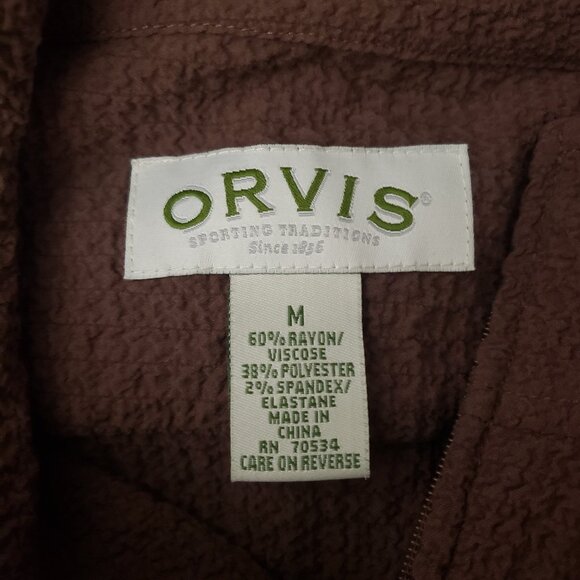 ORVIS®
SPORTING TRADITIONS
Since 1856
M
60% RAYON/
VISCOSE
38% POLYESTER
2% SPANDEX/
ELASTANE
MADE IN
CHINA
RN 70534
CARE ON REVERSE